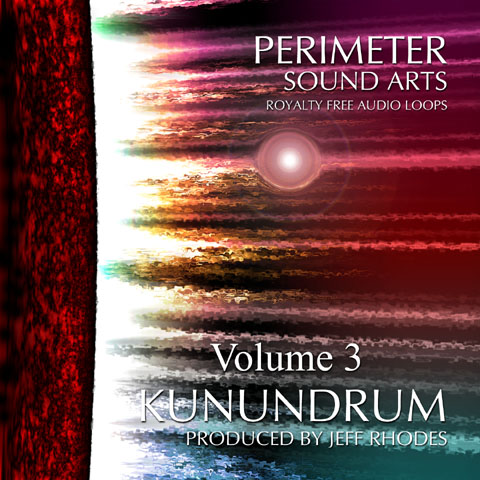 PERIMETER
SOUND ARTS
ROYALTY FREE AUDIO LOOPS
Volume 3
KUNUNDRUM
PRODUCED BY JEFF RHODES